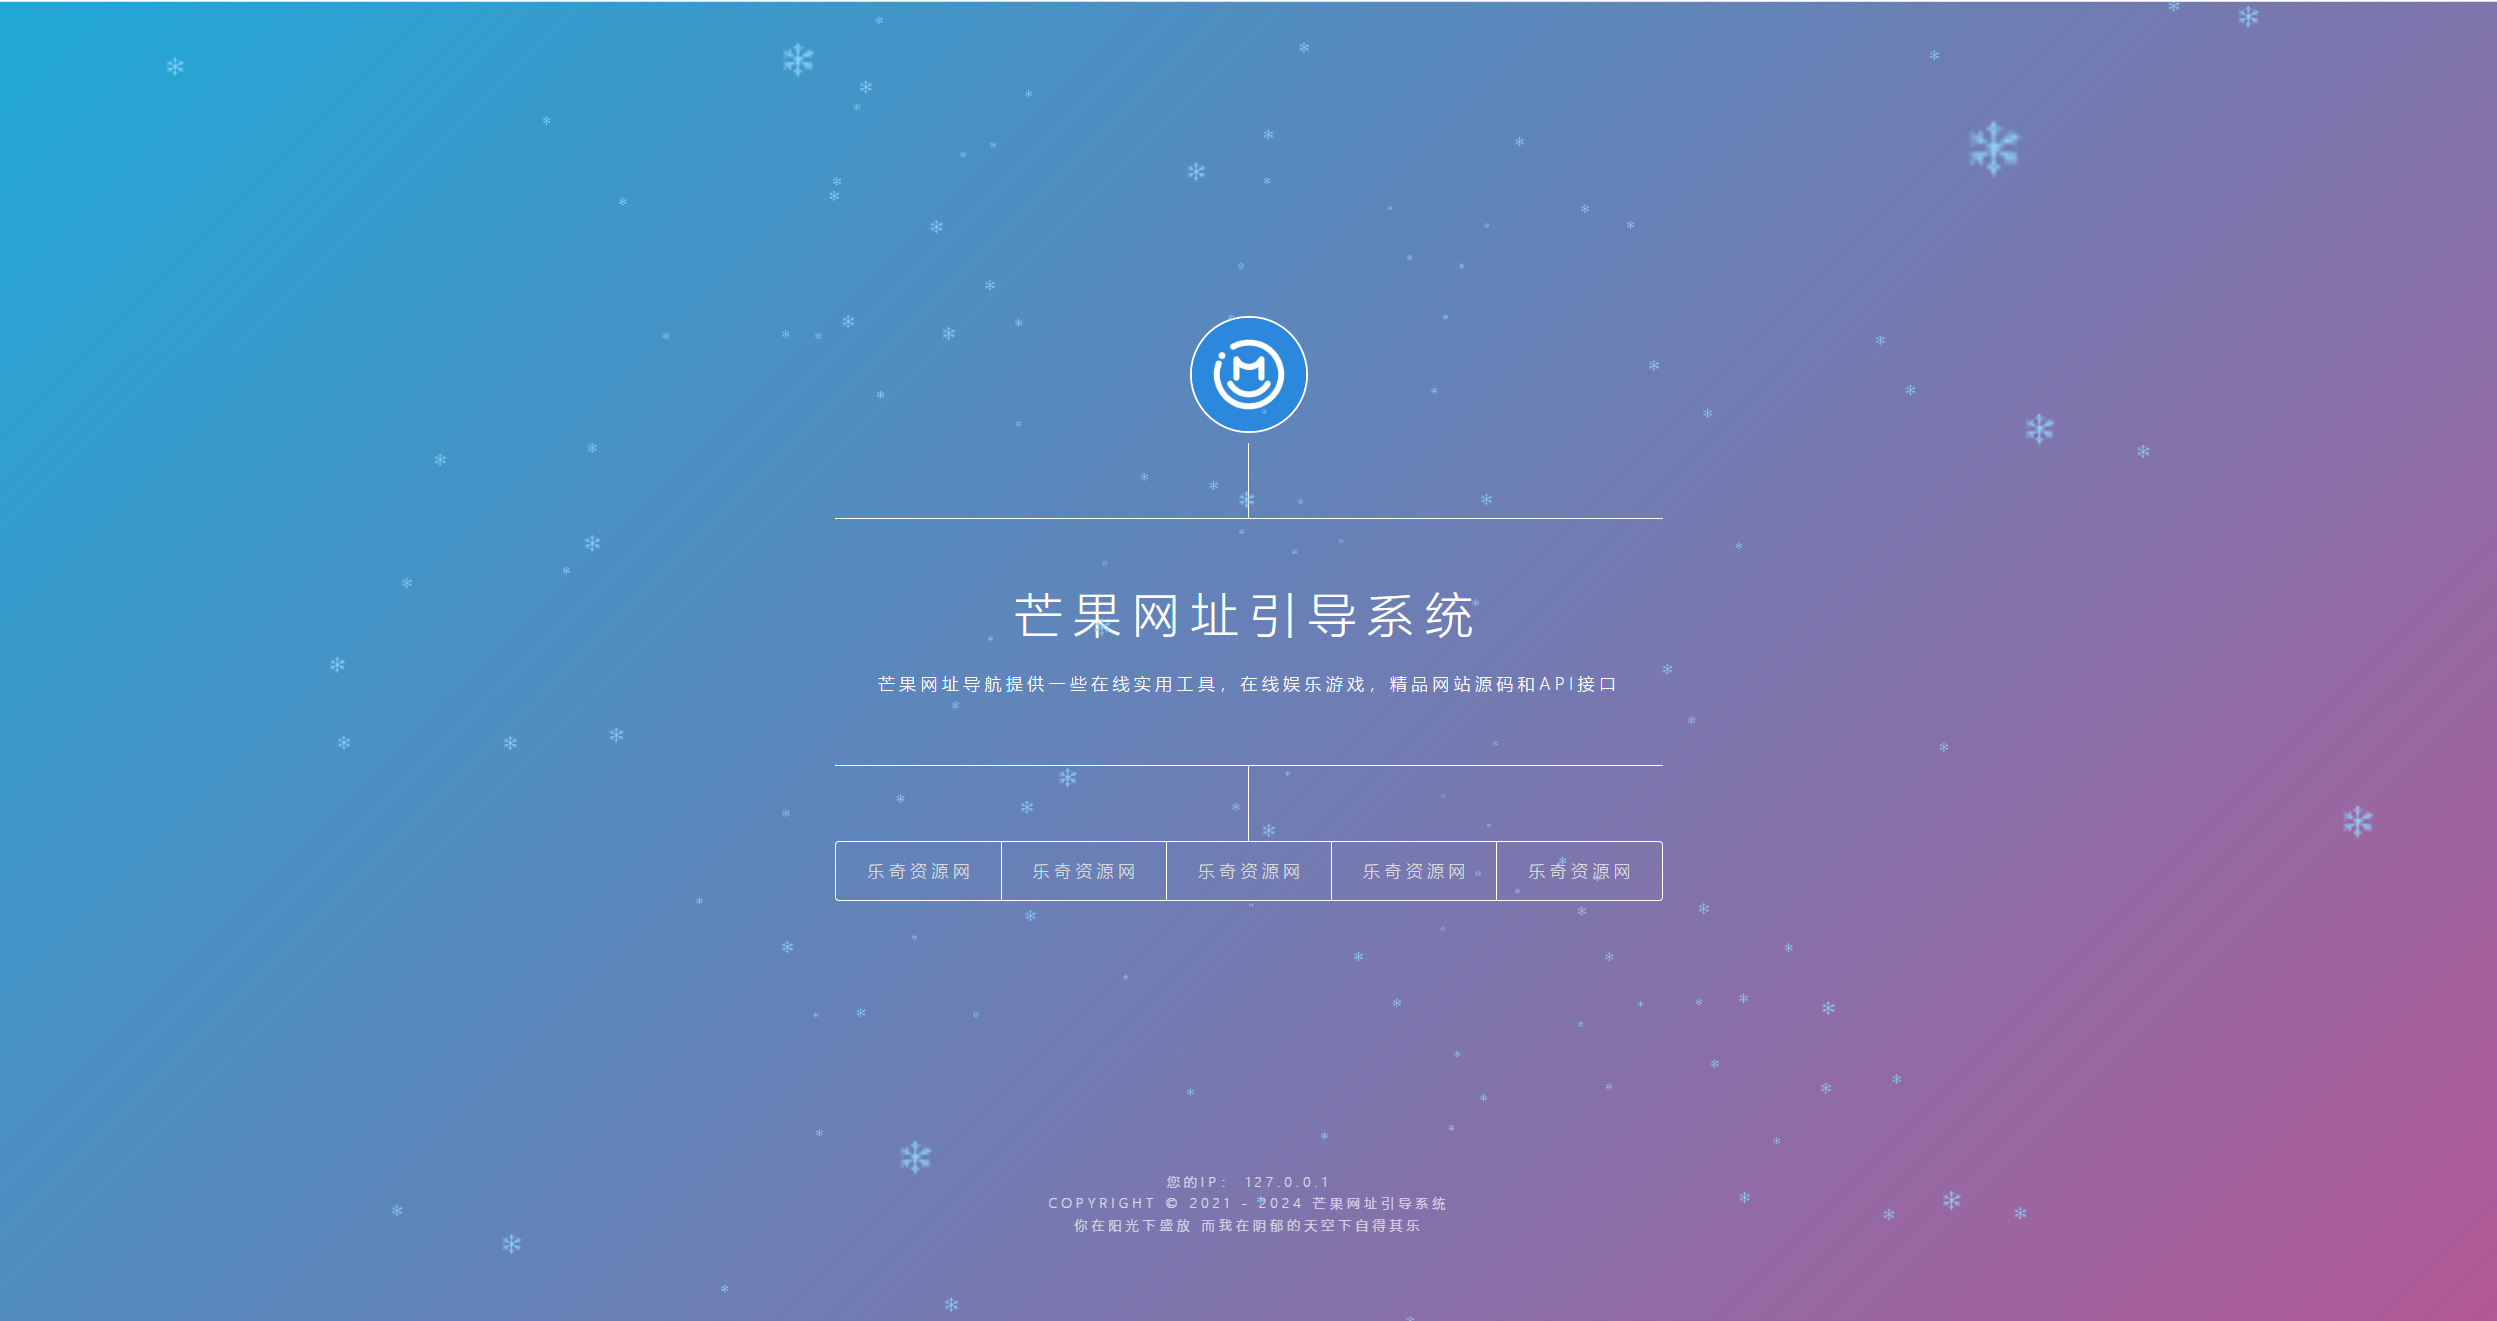 芒果网址引导系统
芒果网址导航提供一些在线实用工具，在线娱乐游戏，精品网站源码和API接口
乐奇资源网 乐奇资源网 乐奇资源网 乐奇资源网 乐奇资源网
您的IP： 127.0.0.1
COPYRIGHT © 2021 - 2024 芒果网址引导系统
你在阳光下盛放 而我在阴郁的天空下自得其乐